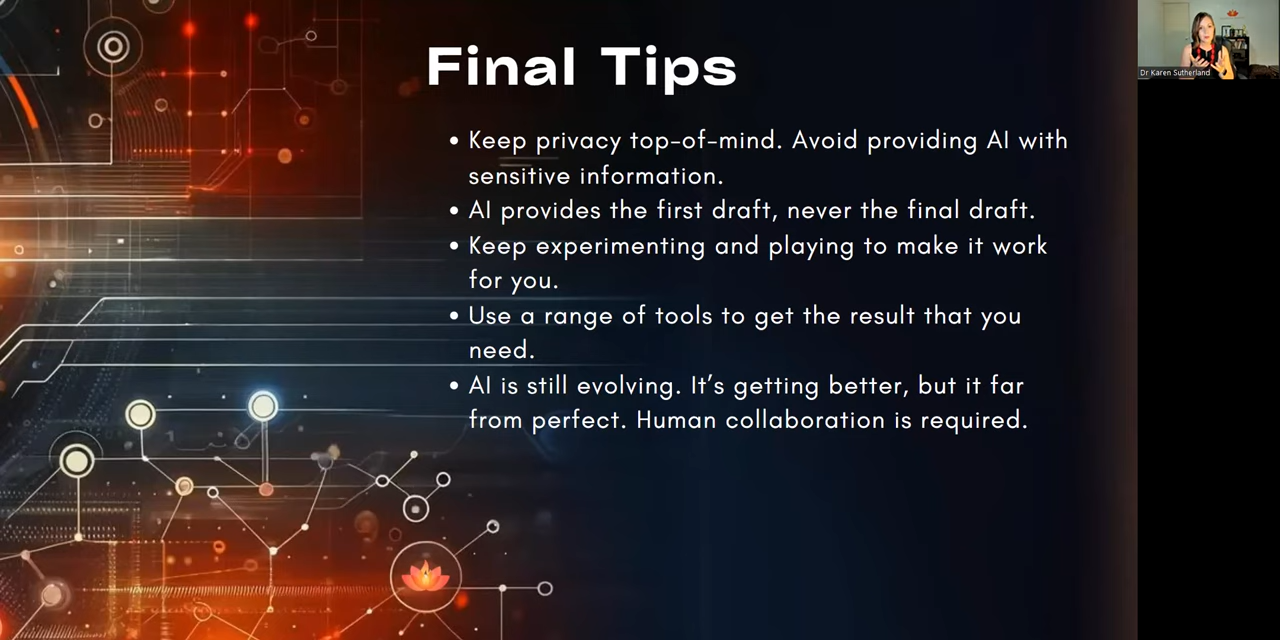 Final Tips
• Keep privacy top-of-mind. Avoid providing AI with
sensitive information.
• AI provides the first draft, never the final draft.
• Keep experimenting and playing to make it work
for you.
• Use a range of tools to get the result that you
need.
• AI is still evolving. It's getting better, but it far
from perfect. Human collaboration is required.
Dr Karen Sutherland